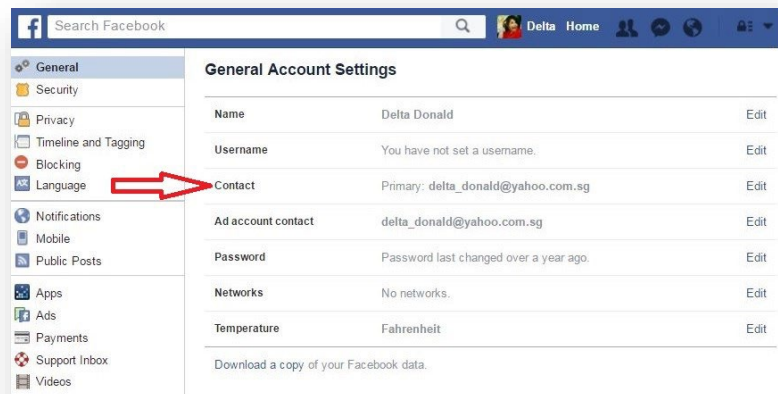 f Search Facebook Delta Home
General
Security
Privacy
Timeline and Tagging
Blocking
Language
Notifications
Mobile
Public Posts
Apps
Ads
Payments
Support Inbox
Videos
General Account Settings
Name Delta Donald Edit
Username You have not set a username. Edit
Contact Primary: delta_donald@yahoo.com.sg Edit
Ad account contact delta_donald@yahoo.com.sg Edit
Password Password last changed over a year ago. Edit
Networks No networks. Edit
Temperature Fahrenheit Edit
Download a copy of your Facebook data.